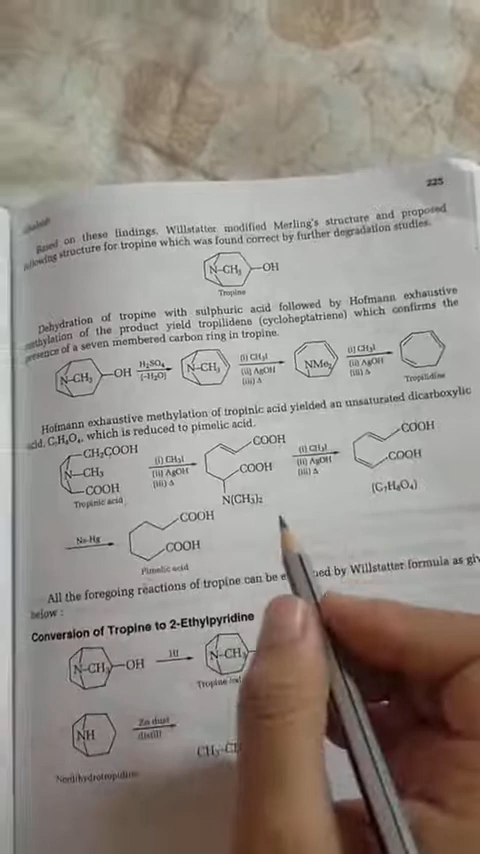 225
Based on these findings, Willstatter modified Merling's structure and proposed
following structure for tropine which was found correct by further degradation studies.
N-CH₃ OH
Tropine
Dehydration of tropine with sulphuric acid followed by Hofmann exhaustive
methylation of the product yield tropilidene (cycloheptatriene) which confirms the
presence of a seven membered carbon ring in tropine.
N-CH₃ OH H₂SO₄ (-H₂O) N-CH₃ (i) CH₃I (ii) AgOH (iii) Δ NMe₂ (i) CH₃I (ii) AgOH (iii) Δ
Tropilidine
Hofmann exhaustive methylation of tropinic acid yielded an unsaturated dicarboxylic
acid, C₇H₈O₄, which is reduced to pimelic acid.
CH₂COOH
N-CH₃
COOH
Tropinic acid
(i) CH₃I
(ii) AgOH
(iii) Δ
COOH
COOH
N(CH₃)₂
(i) CH₃I
(ii) AgOH
(iii) Δ
COOH
COOH
(C₇H₈O₄)
Na-Hg
COOH
COOH
Pimelic acid
All the foregoing reactions of tropine can be by Willstatter formula as
below :
Conversion of Tropine to 2-Ethylpyridine
N-CH₃ OH HI N-CH₃
Tropine
NH Zn dust distill
Nordihydrotropidine